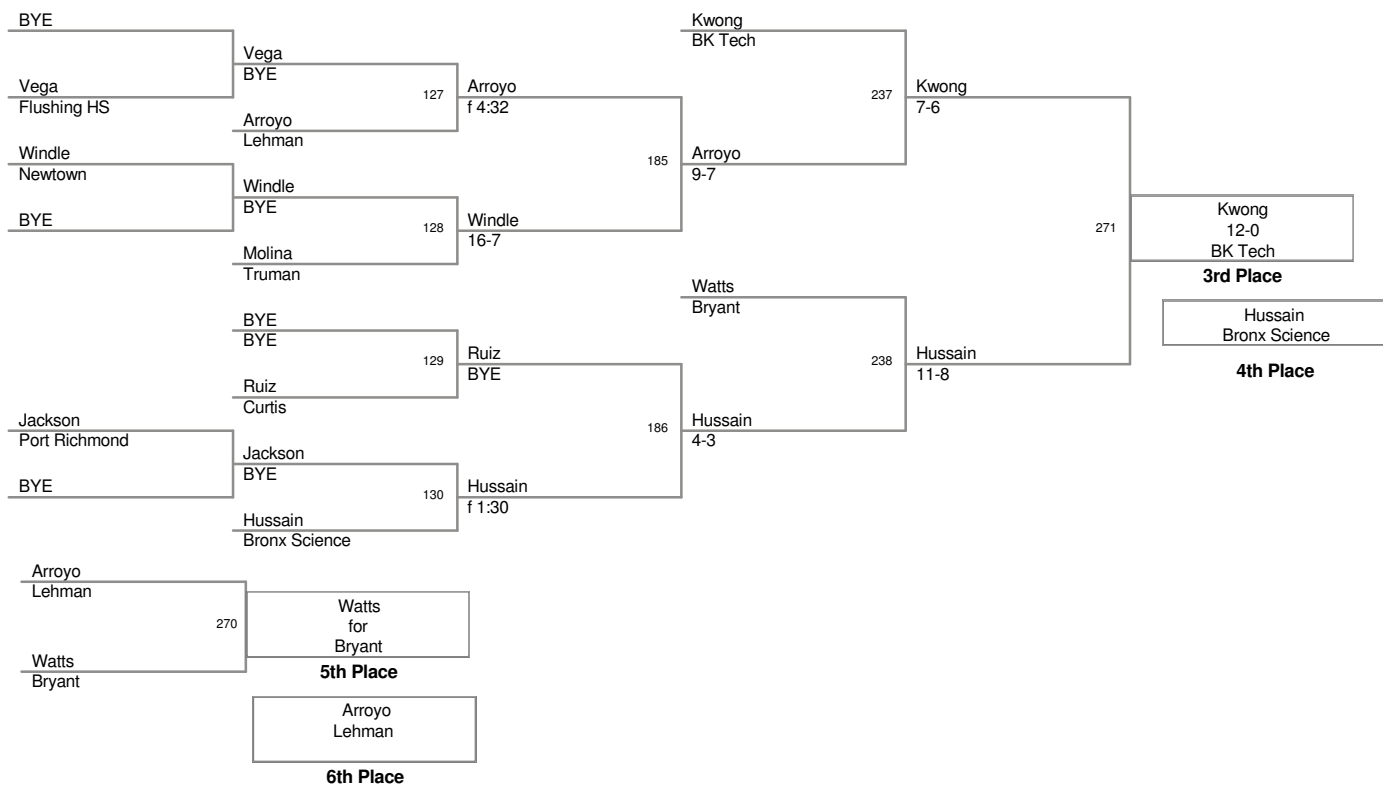 BYE
Vega
Flushing HS
Windle
Newtown
BYE
Jackson
Port Richmond
BYE
Vega
BYE
Arroyo
Lehman
Windle
BYE
Molina
Truman
BYE
BYE
Ruiz
Curtis
Jackson
BYE
Hussain
Bronx Science
127
128
129
130
Arroyo
f 4:32
Windle
16-7
Ruiz
BYE
Hussain
f 1:30
185
186
Kwong
BK Tech
Arroyo
9-7
Watts
Bryant
Hussain
4-3
237
238
Kwong
7-6
Hussain
11-8
271
Kwong
12-0
BK Tech
3rd Place
Hussain
Bronx Science
4th Place
Arroyo
Lehman
Watts
Bryant
270
Watts
for
Bryant
5th Place
Arroyo
Lehman
6th Place